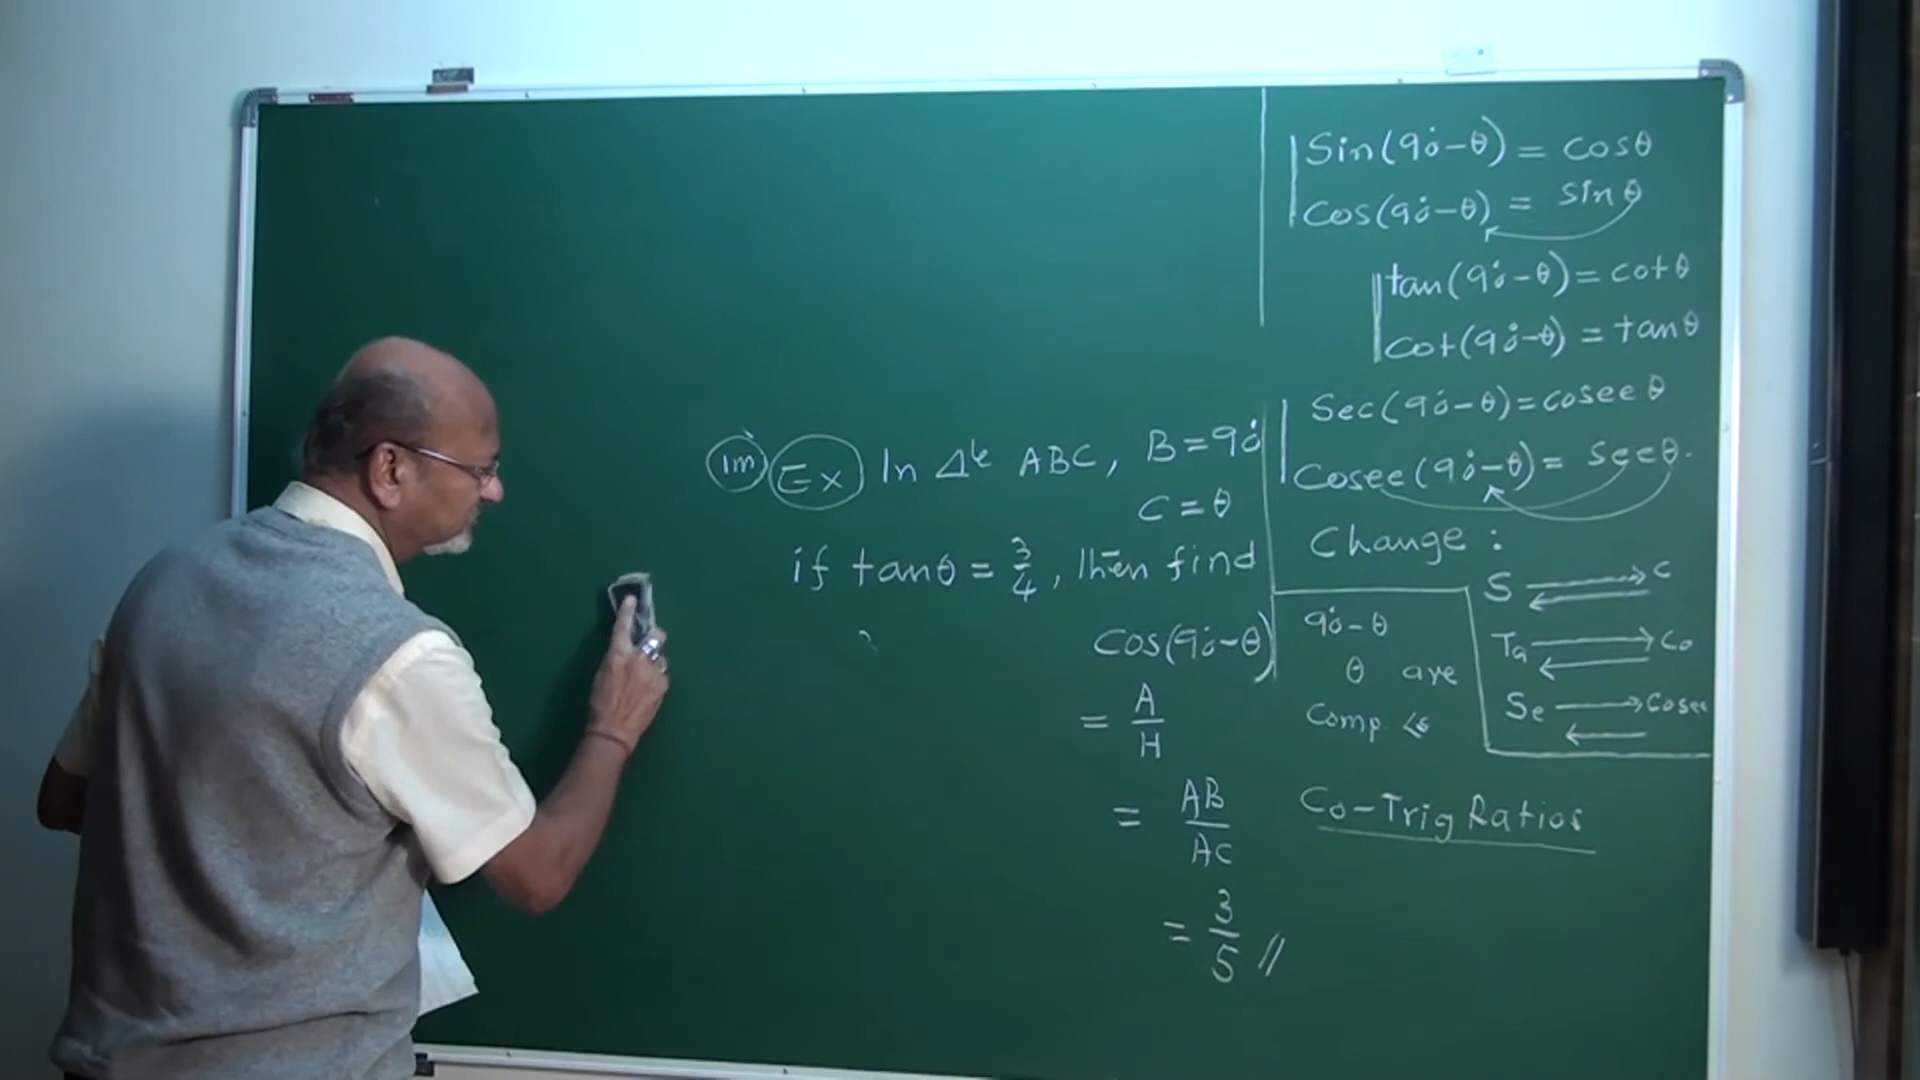 Im Ex In Δle ABC, B = 90°
C = θ
if tanθ = 3/4, then find
Cos(90°-θ)
= A/H
= AB/AC
= 3/5 //
Sin(90°-θ) = cosθ
Cos(90°-θ) = sinθ
tan(90°-θ) = cotθ
Cot(90°-θ) = tanθ
Sec(90°-θ) = cosecθ
Cosec(90°-θ) = secθ.
Change :
90°-θ
θ are
Comp. ∠s
S ⇄ C
Ta ⇄ Co
Se ⇄ Cosec
Co-Trig Ratios